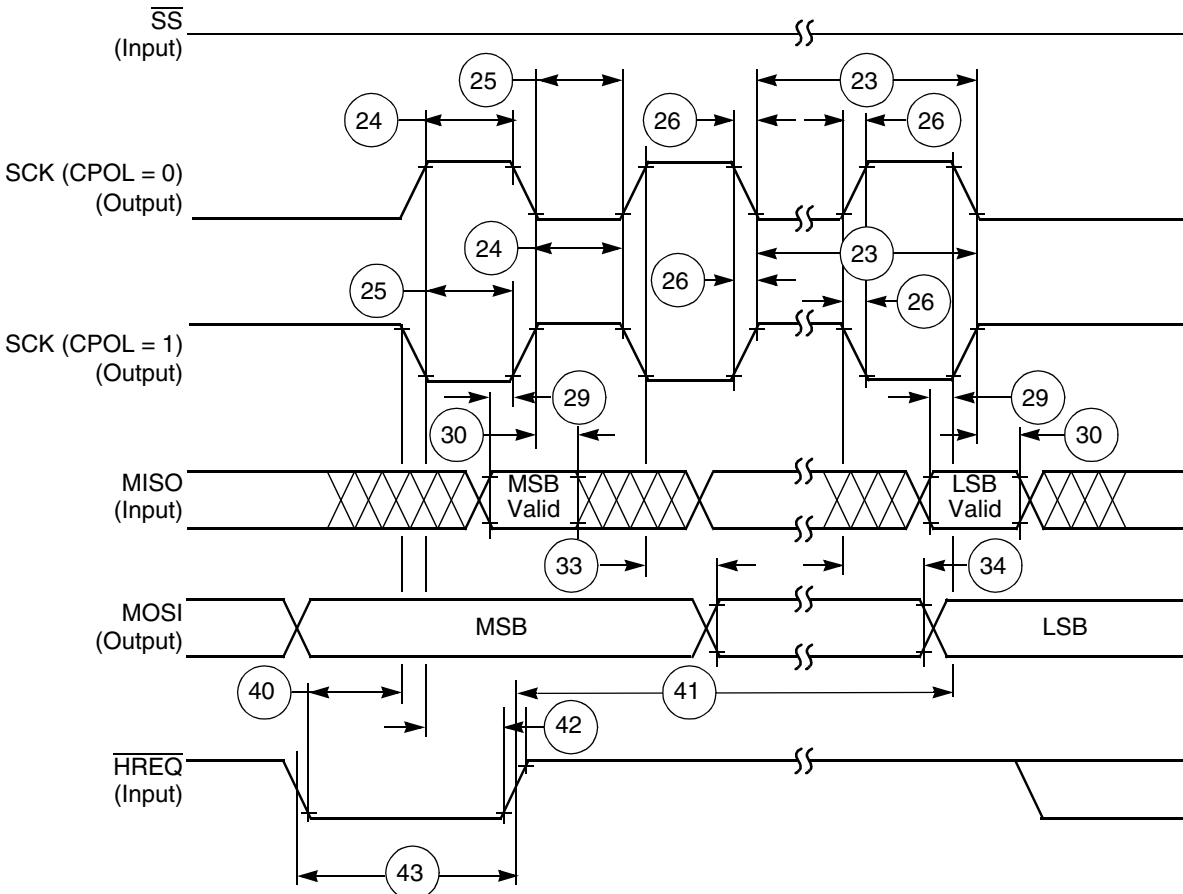 SS
(Input)
25
23
24
26
26
SCK (CPOL = 0)
(Output)
24
23
25
26
26
SCK (CPOL = 1)
(Output)
29
29
30
30
MISO
(Input)
MSB
Valid
LSB
Valid
33
34
MOSI
(Output)
MSB
LSB
40
41
42
HREQ
(Input)
43